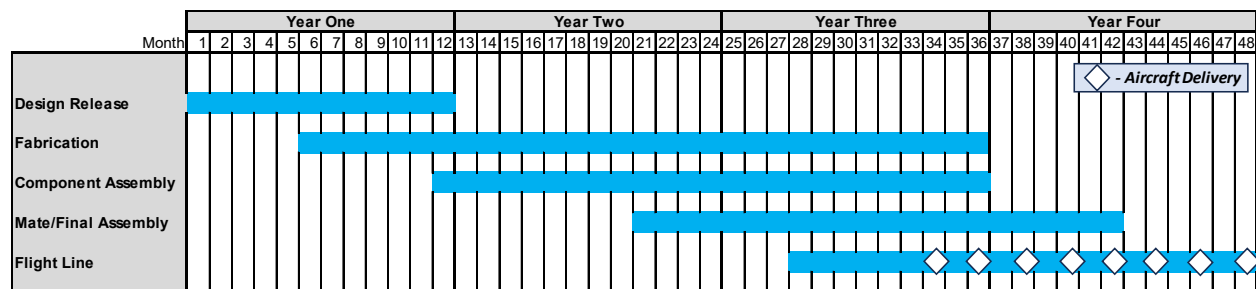 Year One Year Two Year Three Year Four
Month 1 2 3 4 5 6 7 8 9 10 11 12 13 14 15 16 17 18 19 20 21 22 23 24 25 26 27 28 29 30 31 32 33 34 35 36 37 38 39 40 41 42 43 44 45 46 47 48
- Aircraft Delivery
Design Release
Fabrication
Component Assembly
Mate/Final Assembly
Flight Line